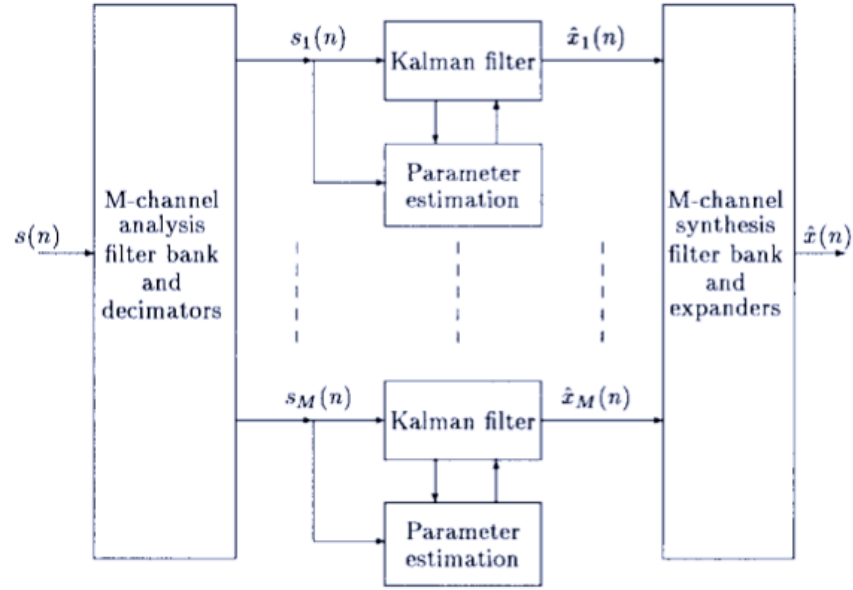 s₁(n)
Kalman filter
x̂₁(n)
Parameter
estimation
s(n)
M-channel
analysis
filter bank
and
decimators
M-channel
synthesis
filter bank
and
expanders
x̂(n)
s_M(n)
Kalman filter
x̂_M(n)
Parameter
estimation